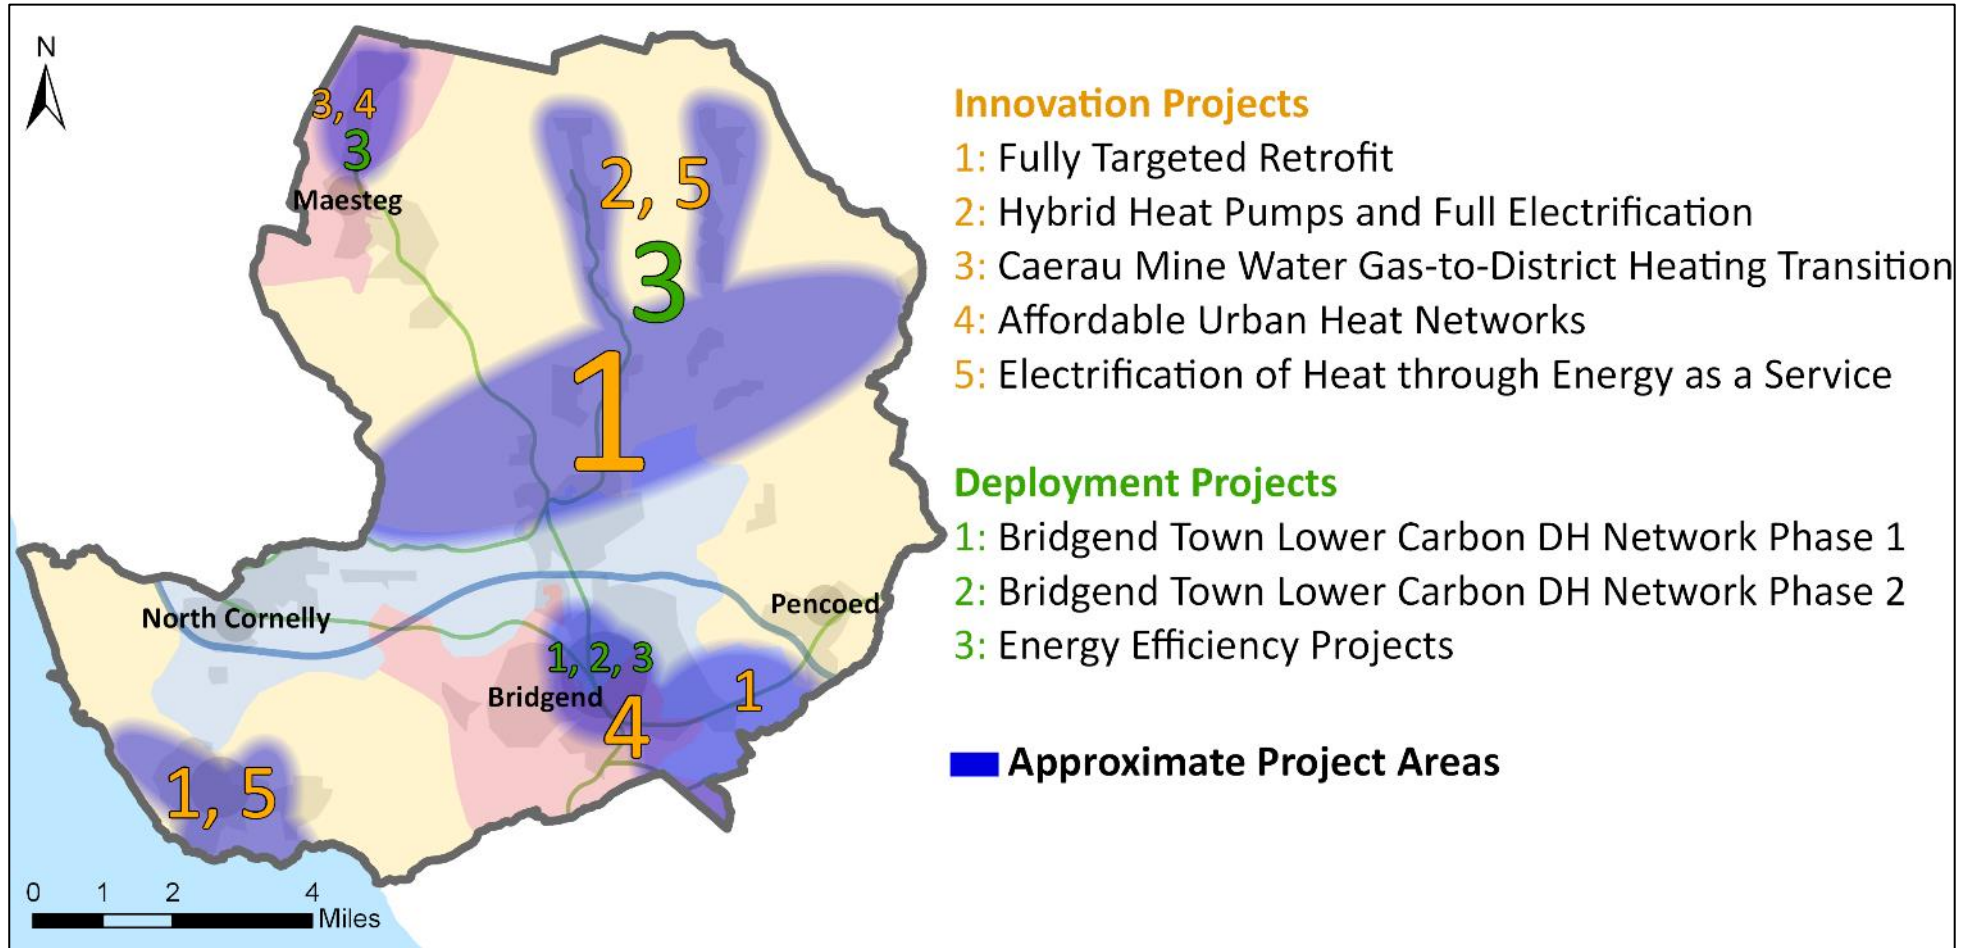 N
3, 4
3
Maesteg
2, 5
3
1
North Cornelly
Pencoed
1, 2, 3
Bridgend
4
1
1, 5
0 1 2 4
Miles
Innovation Projects
1: Fully Targeted Retrofit
2: Hybrid Heat Pumps and Full Electrification
3: Caerau Mine Water Gas-to-District Heating Transition
4: Affordable Urban Heat Networks
5: Electrification of Heat through Energy as a Service
Deployment Projects
1: Bridgend Town Lower Carbon DH Network Phase 1
2: Bridgend Town Lower Carbon DH Network Phase 2
3: Energy Efficiency Projects
Approximate Project Areas